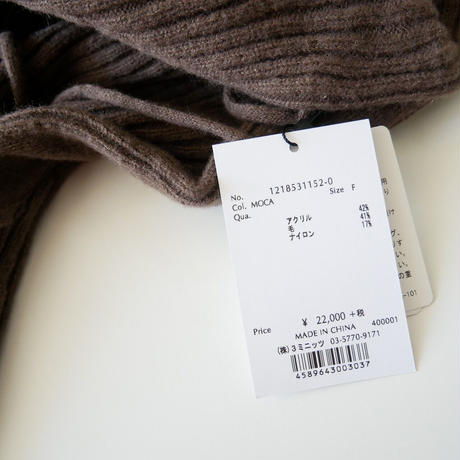 No. 1218531152-0
Col. MOCA Size F
Qua.
アクリル 42%
毛 41%
ナイロン 17%
Price ¥ 22,000 +税
MADE IN CHINA 400001
(株)3ミニッツ 03-5770-9171
4589643003037
-101